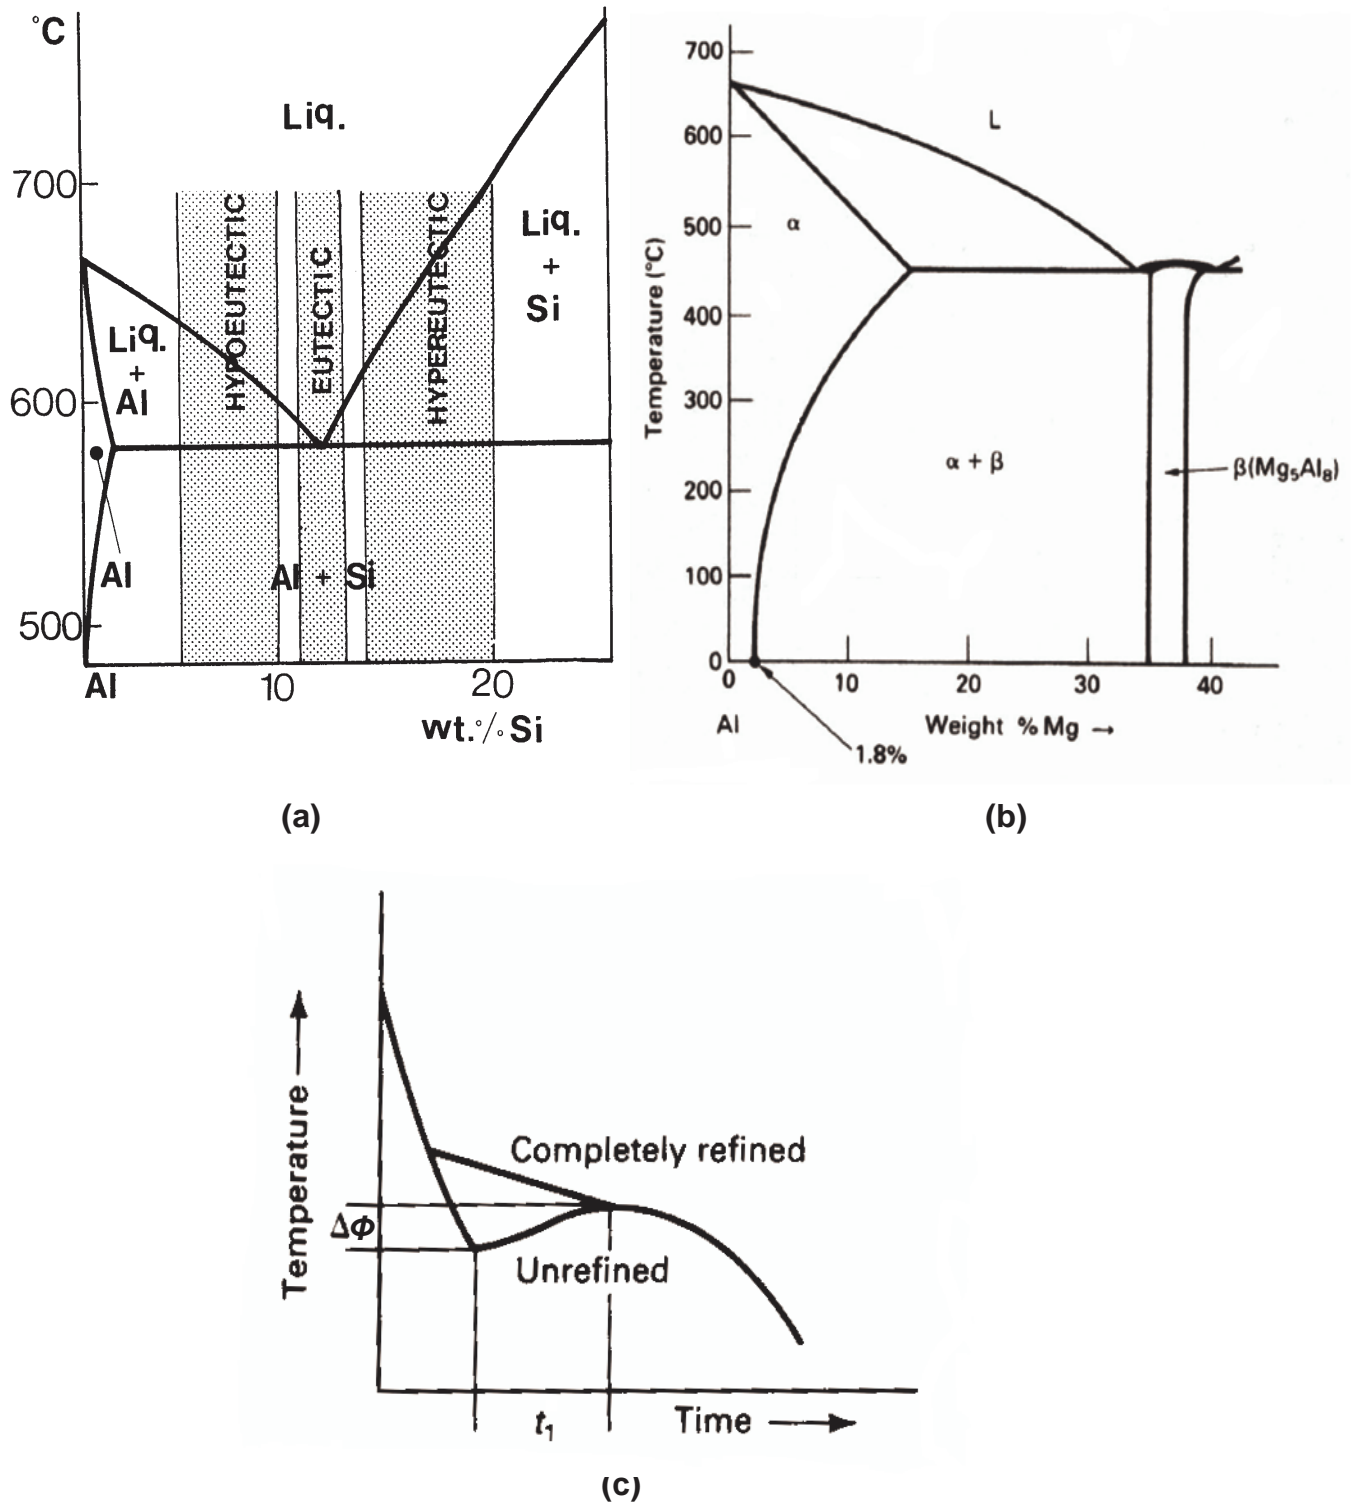 °C
Liq.
700
HYPOEUTECTIC
EUTECTIC
HYPEREUTECTIC
Liq.
+
Si
Liq.
+
Al
600
Al
Al + Si
500
Al
10
20
wt.% Si
(a)
700
600
500
400
300
200
100
0
Temperature (°C)
L
α
α + β
β(Mg₅Al₈)
0
10
20
30
40
Al
Weight % Mg →
1.8%
(b)
Temperature
Completely refined
ΔΦ
Unrefined
t₁
Time
(c)